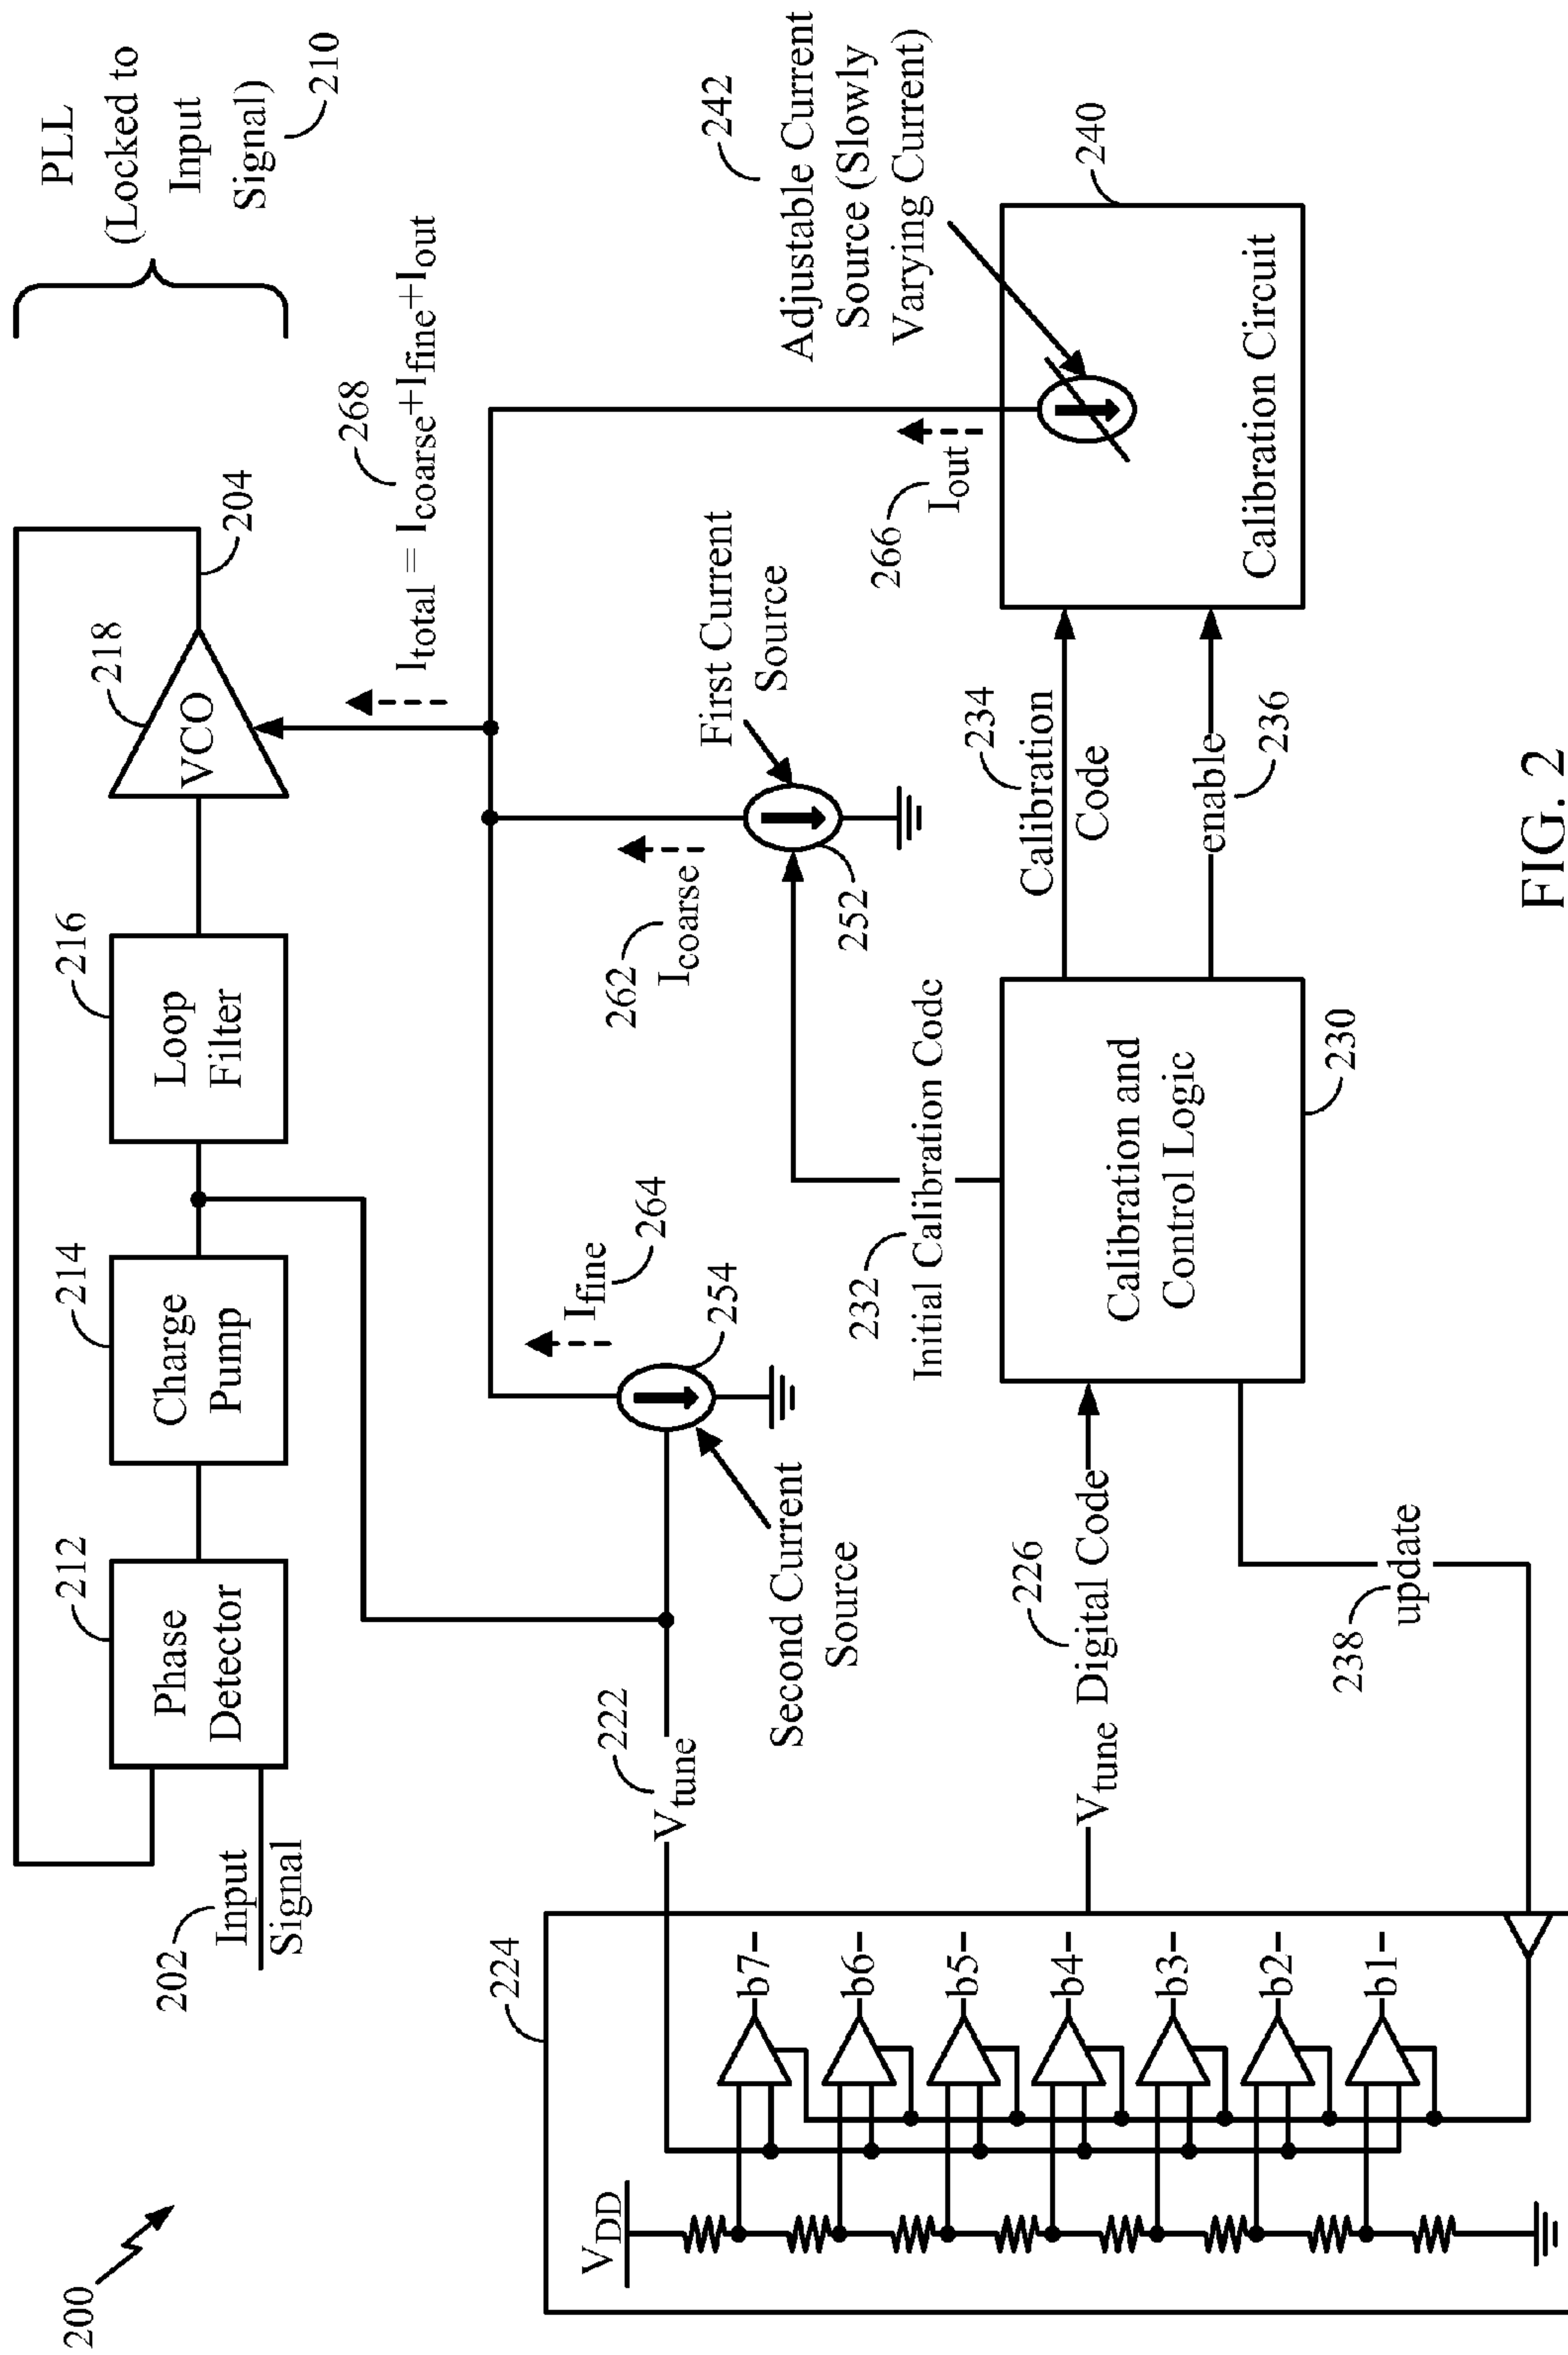 200
202
Input
Signal
212
Phase
Detector
214
Charge
Pump
216
Loop
Filter
218
VCO
204
PLL
(Locked to
Input
Signal)
210
268
Itotal = Icoarse+Ifine+Iout
222
Vtune
Ifine
264
254
Second Current
Source
262
Icoarse
252
First Current
Source
266
Iout
242
Adjustable Current
Source (Slowly
Varying Current)
224
VDD
b7
b6
b5
b4
b3
b2
b1
226
Vtune Digital Code
238
update
232
Initial Calibration Code
Calibration and
Control Logic
230
234
Calibration
Code
enable
236
240
Calibration Circuit
FIG. 2